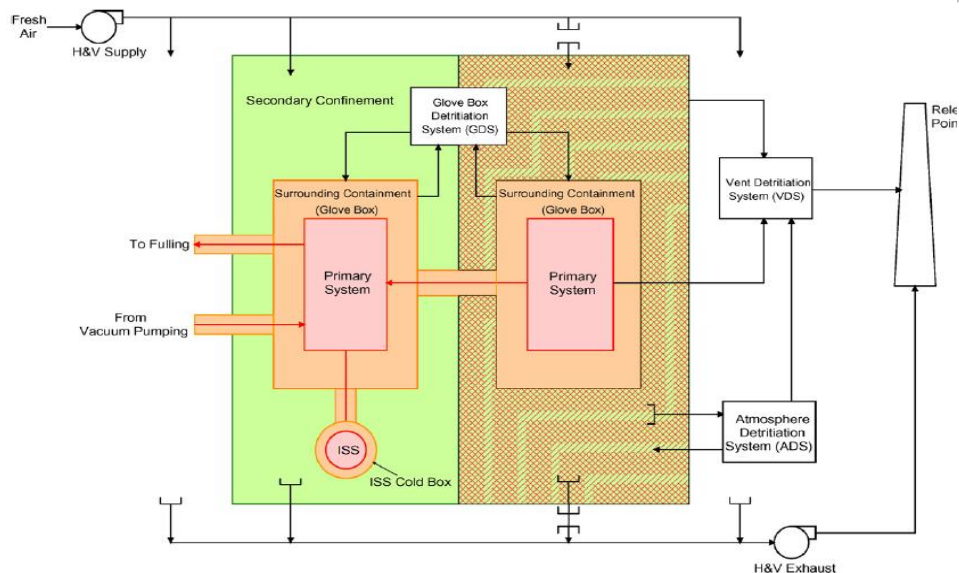 Fresh
Air
H&V Supply
Secondary Confinement
Glove Box
Detritiation
System (GDS)
Rele
Poin
Vent Detritiation
System (VDS)
Surrounding Containment
(Glove Box)
Surrounding Containment
(Glove Box)
To Fulling
Primary
System
Primary
System
From
Vacuum Pumping
Atmosphere
Detritiation
System (ADS)
ISS
ISS Cold Box
H&V Exhaust